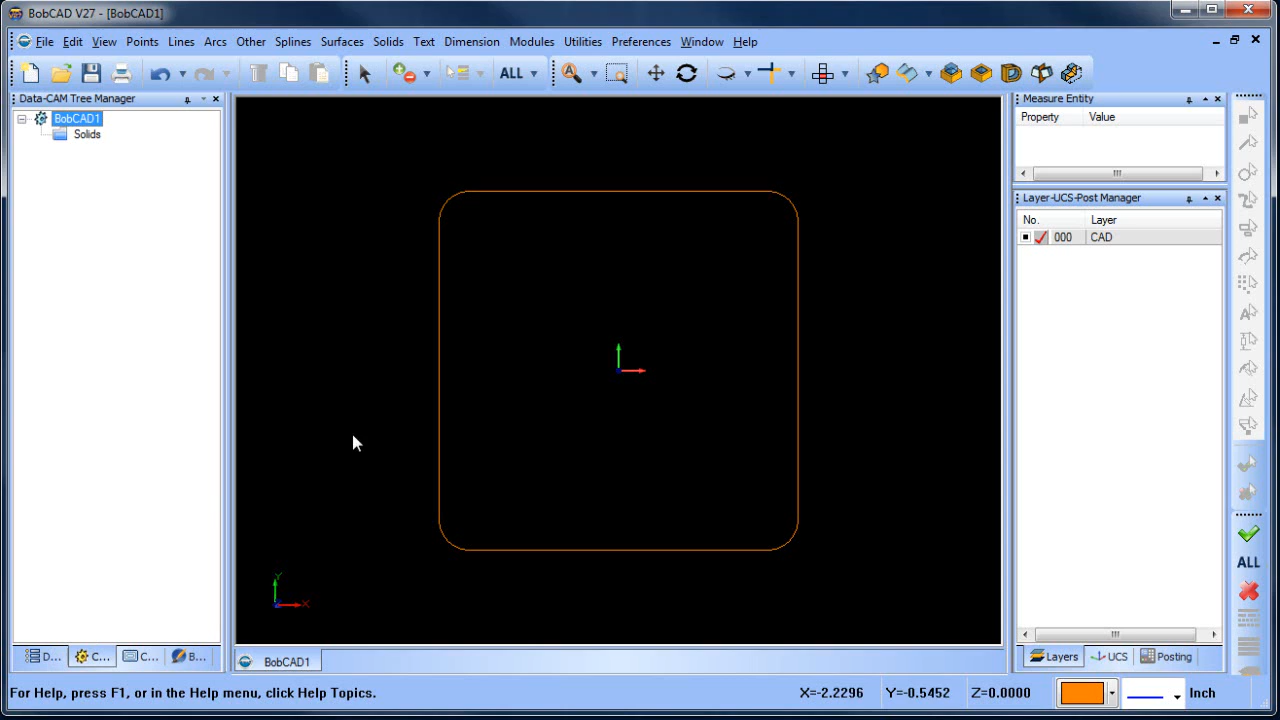 BobCAD V27 - [BobCAD1]
File Edit View Points Lines Arcs Other Splines Surfaces Solids Text Dimension Modules Utilities Preferences Window Help
ALL
Data-CAM Tree Manager
BobCAD1
Solids
Measure Entity
Property Value
Layer-UCS-Post Manager
No. Layer
000 CAD
Y
X
ALL
D... C... C... B...
BobCAD1
Layers UCS Posting
For Help, press F1, or in the Help menu, click Help Topics. X=-2.2296 Y=-0.5452 Z=0.0000 Inch